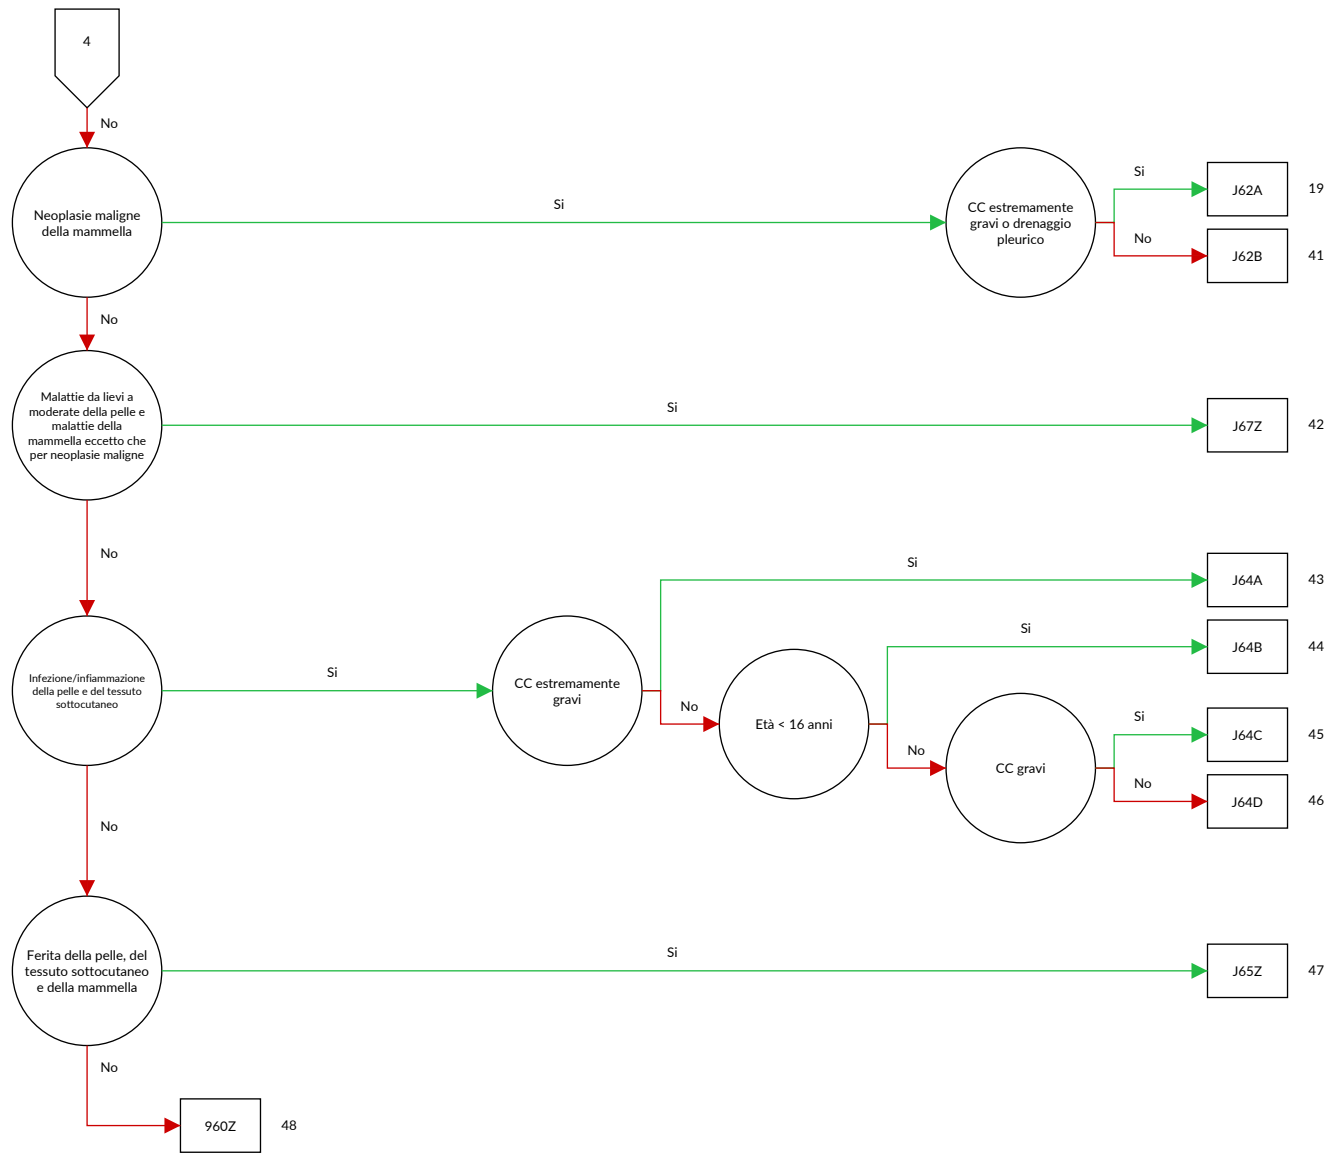 4
No
Neoplasie maligne
della mammella
Si
CC estremamente
gravi o drenaggio
pleurico
Si
J62A
19
No
J62B
41
No
Malattie da lievi a
moderate della pelle e
malattie della
mammella eccetto che
per neoplasie maligne
Si
J67Z
42
No
Infezione/infiammazione
della pelle e del tessuto
sottocutaneo
Si
CC estremamente
gravi
Si
J64A
43
No
Età < 16 anni
Si
J64B
44
No
CC gravi
Si
J64C
45
No
J64D
46
No
Ferita della pelle, del
tessuto sottocutaneo
e della mammella
Si
J65Z
47
No
960Z
48